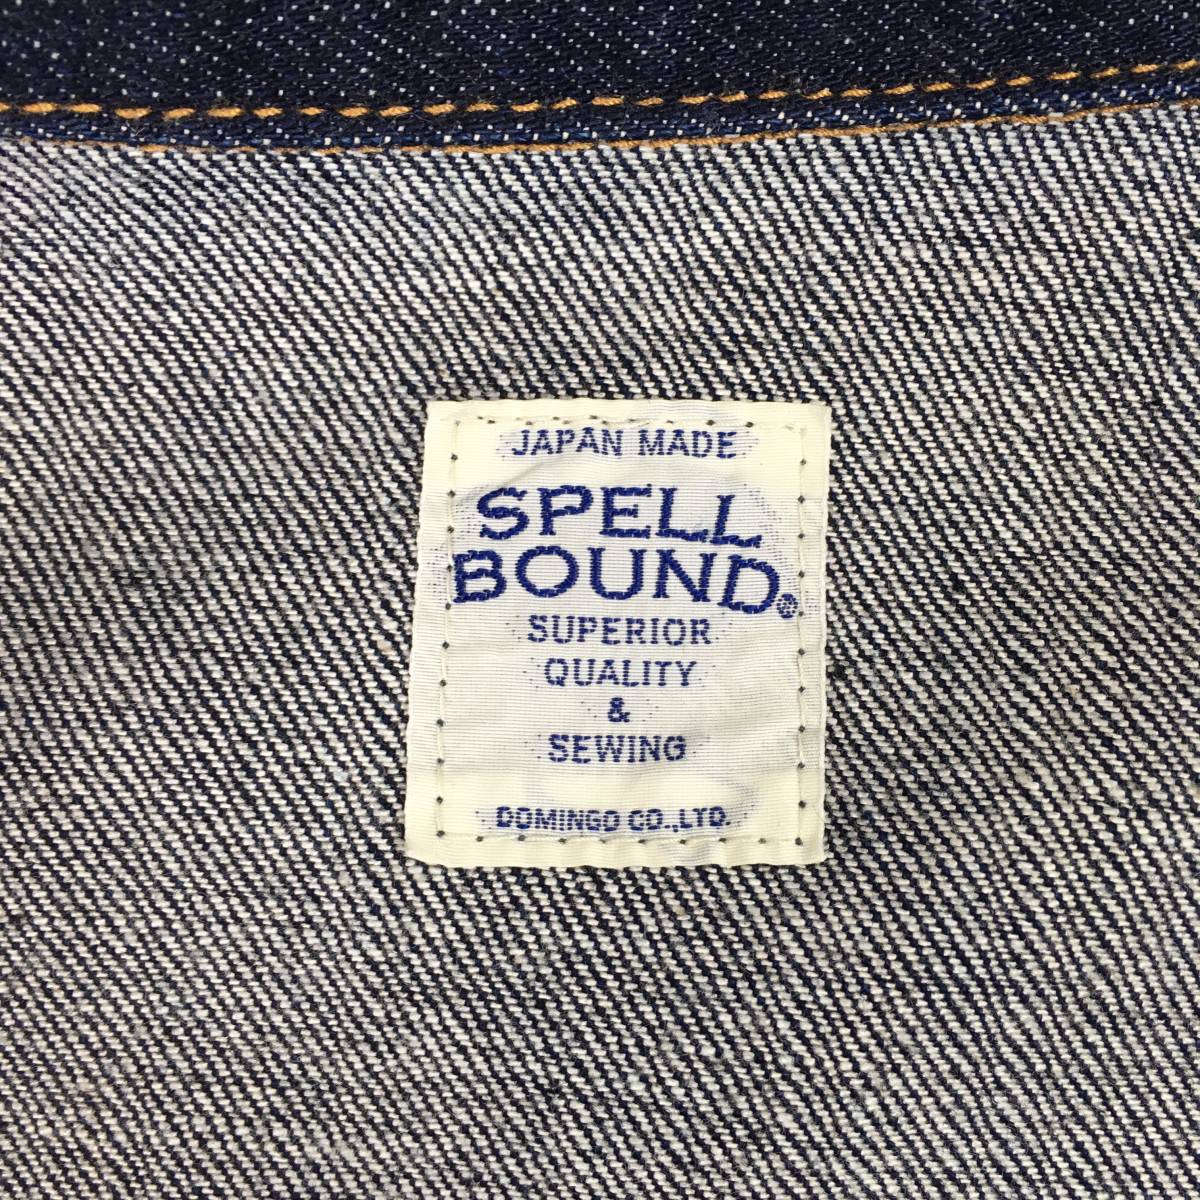 JAPAN MADE
SPELL
BOUND®
SUPERIOR
QUALITY
&
SEWING
DOMINGO CO.,LTD.